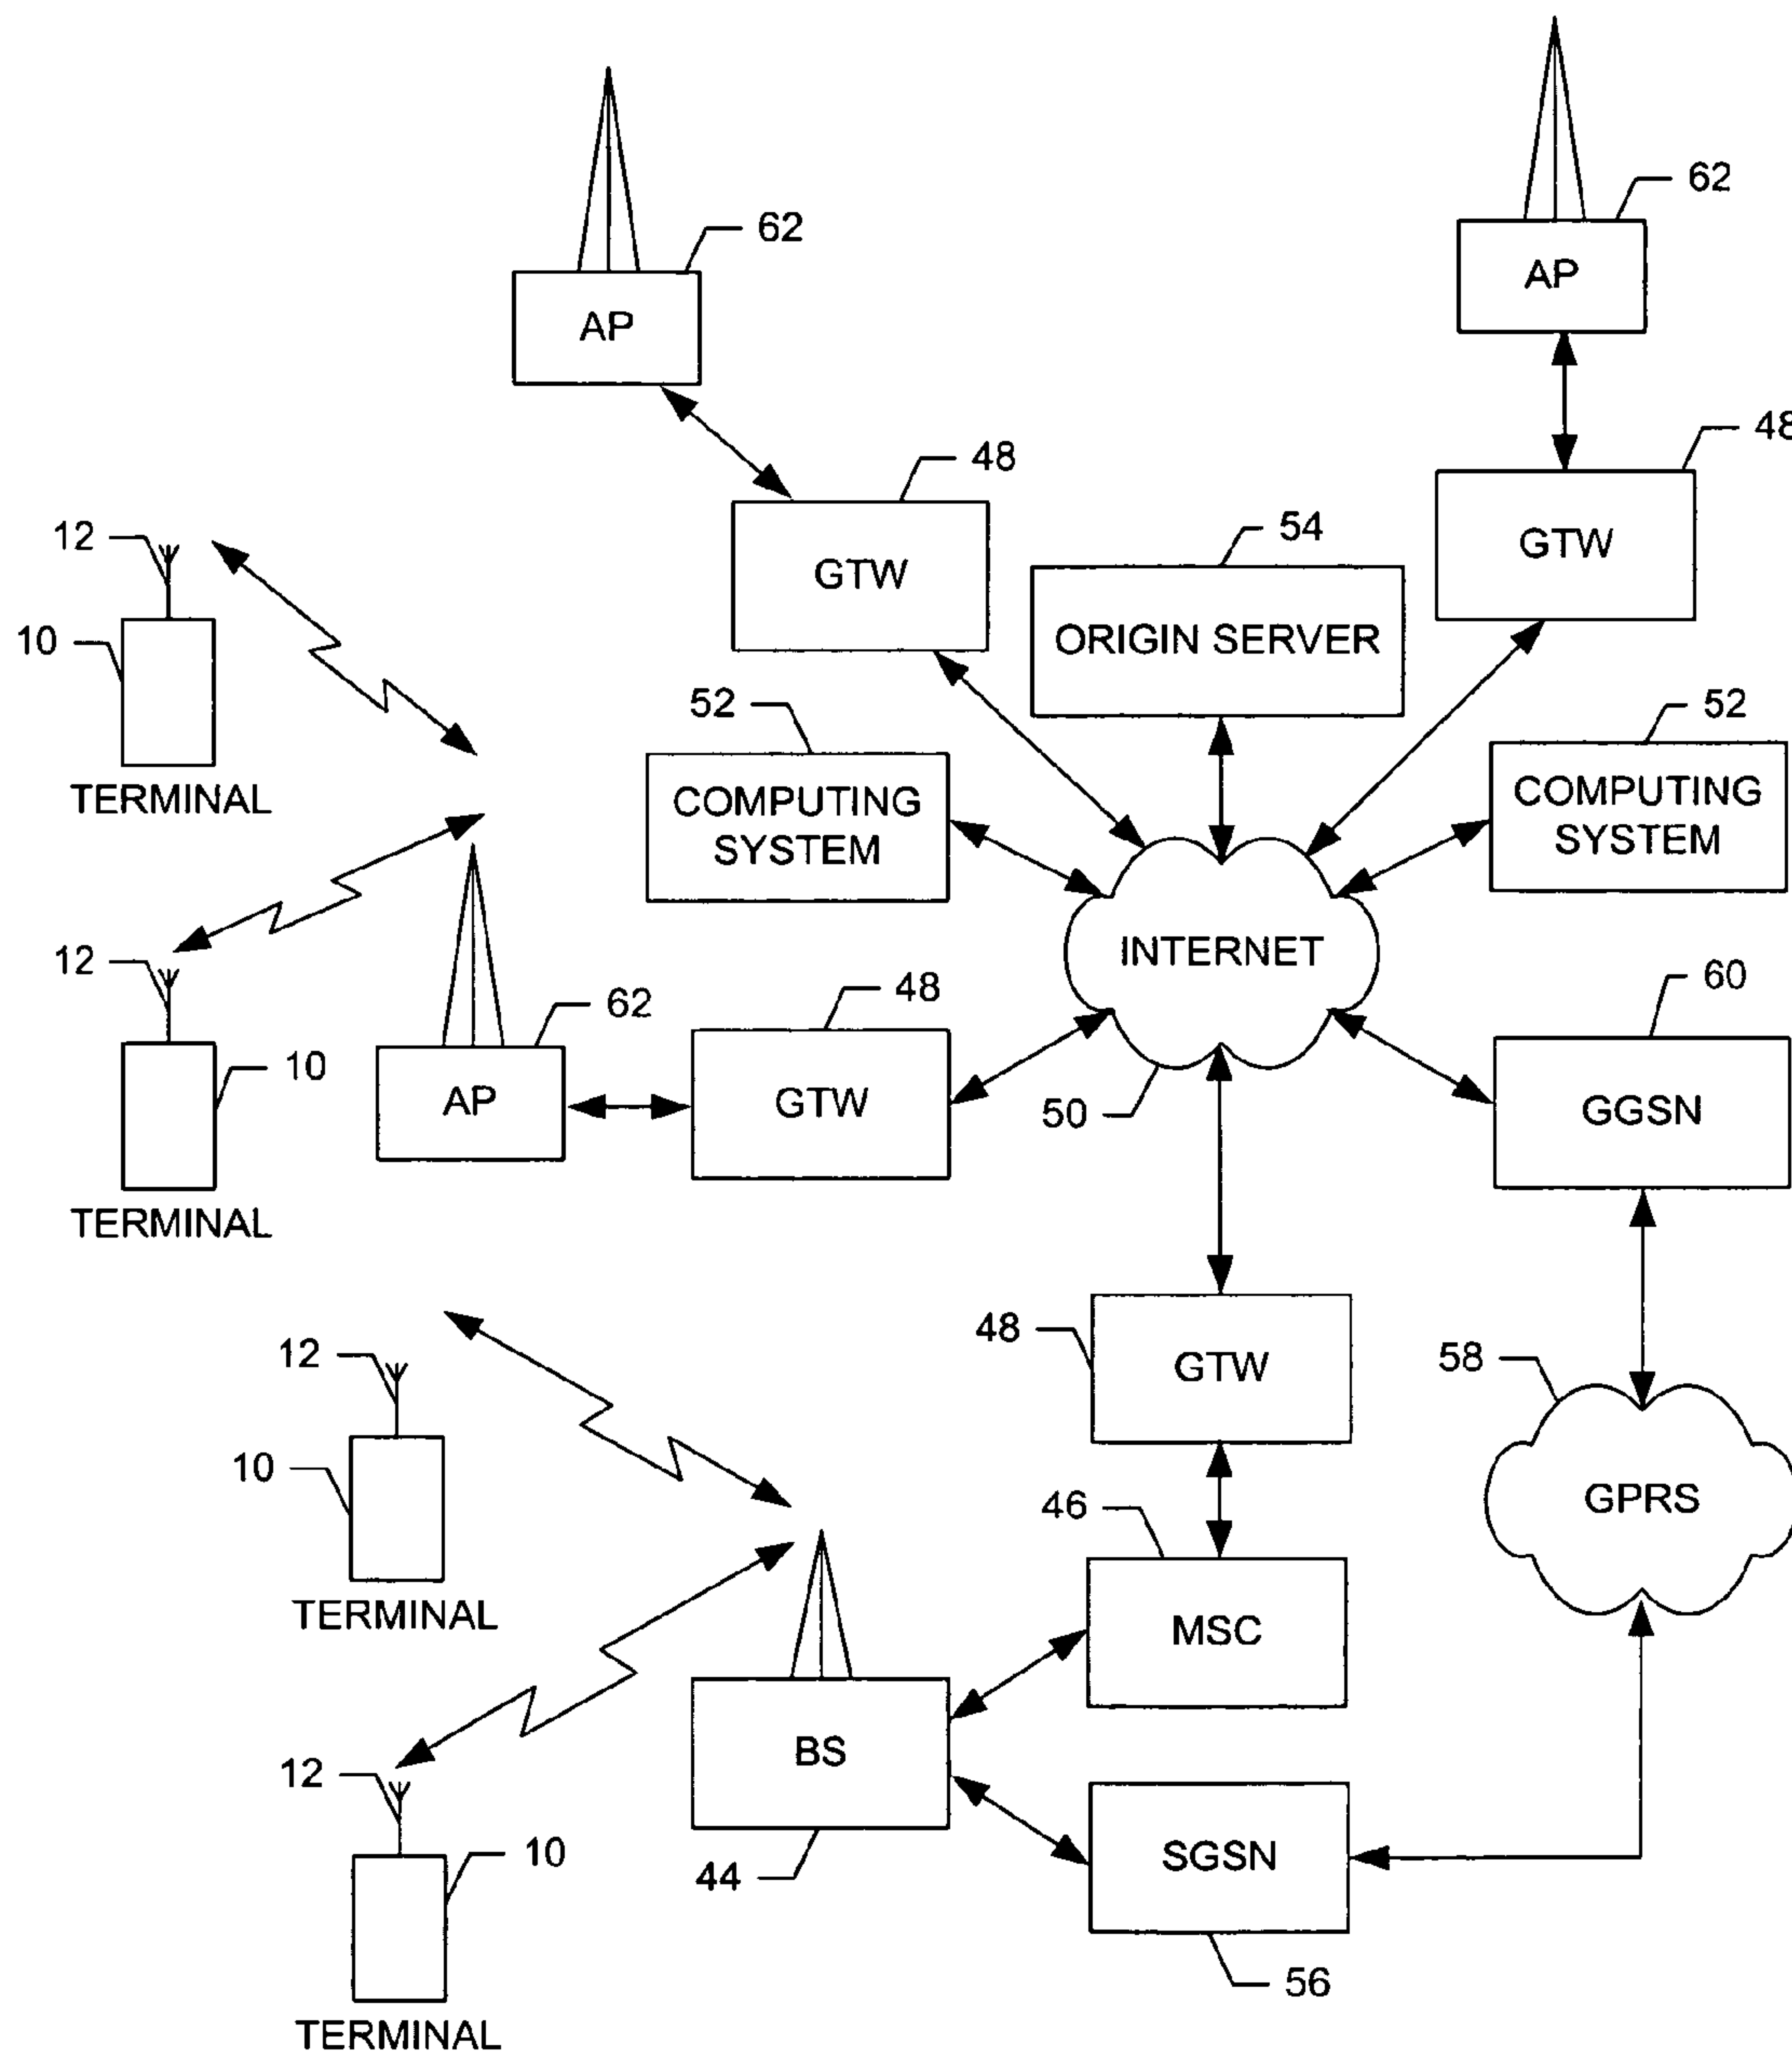 62
AP
62
AP
48
GTW
48
GTW
54
ORIGIN SERVER
12
10
TERMINAL
52
COMPUTING
SYSTEM
52
COMPUTING
SYSTEM
INTERNET
50
12
10
TERMINAL
62
AP
48
GTW
60
GGSN
48
GTW
58
GPRS
12
10
TERMINAL
46
MSC
BS
44
12
10
TERMINAL
SGSN
56